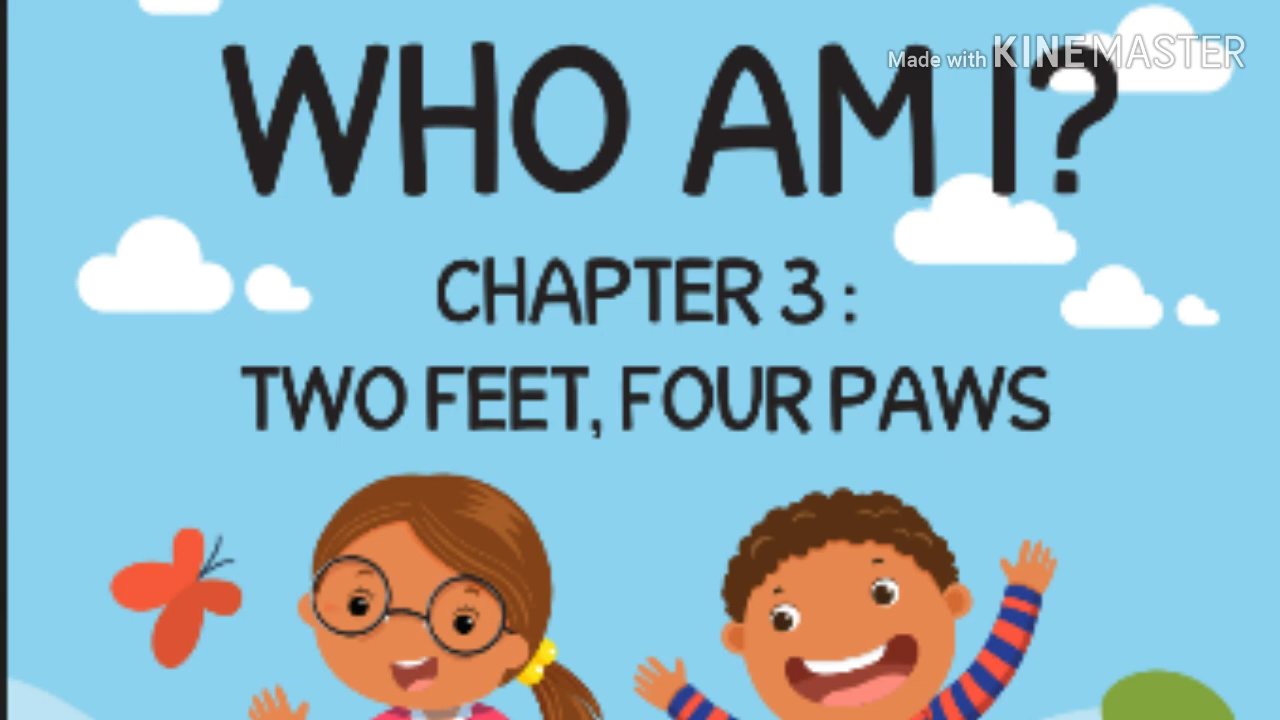 Made with KINEMASTER
WHO AM I?
CHAPTER 3 :
TWO FEET, FOUR PAWS